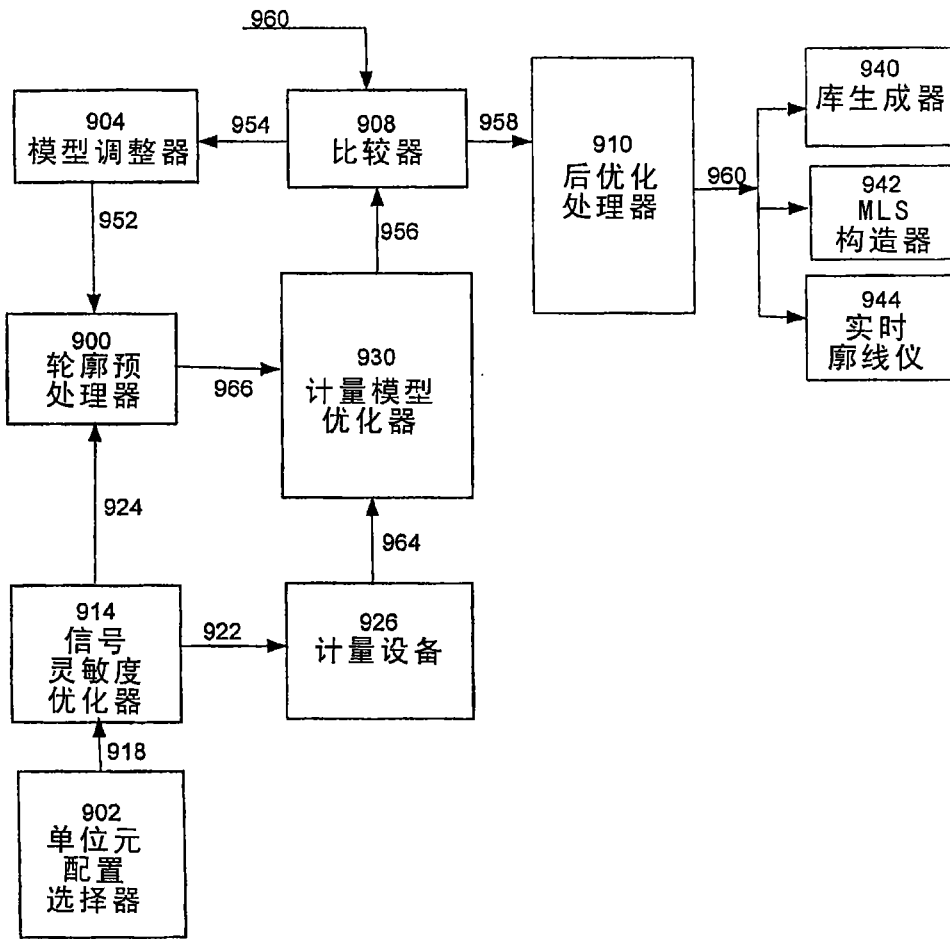 960
904
模型调整器
954
908
比较器
958
910
后优化
处理器
960
940
库生成器
942
MLS
构造器
944
实时
廓线仪
952
956
900
轮廓预
处理器
966
930
计量模型
优化器
924
964
914
信号
灵敏度
优化器
922
926
计量设备
918
902
单位元
配置
选择器